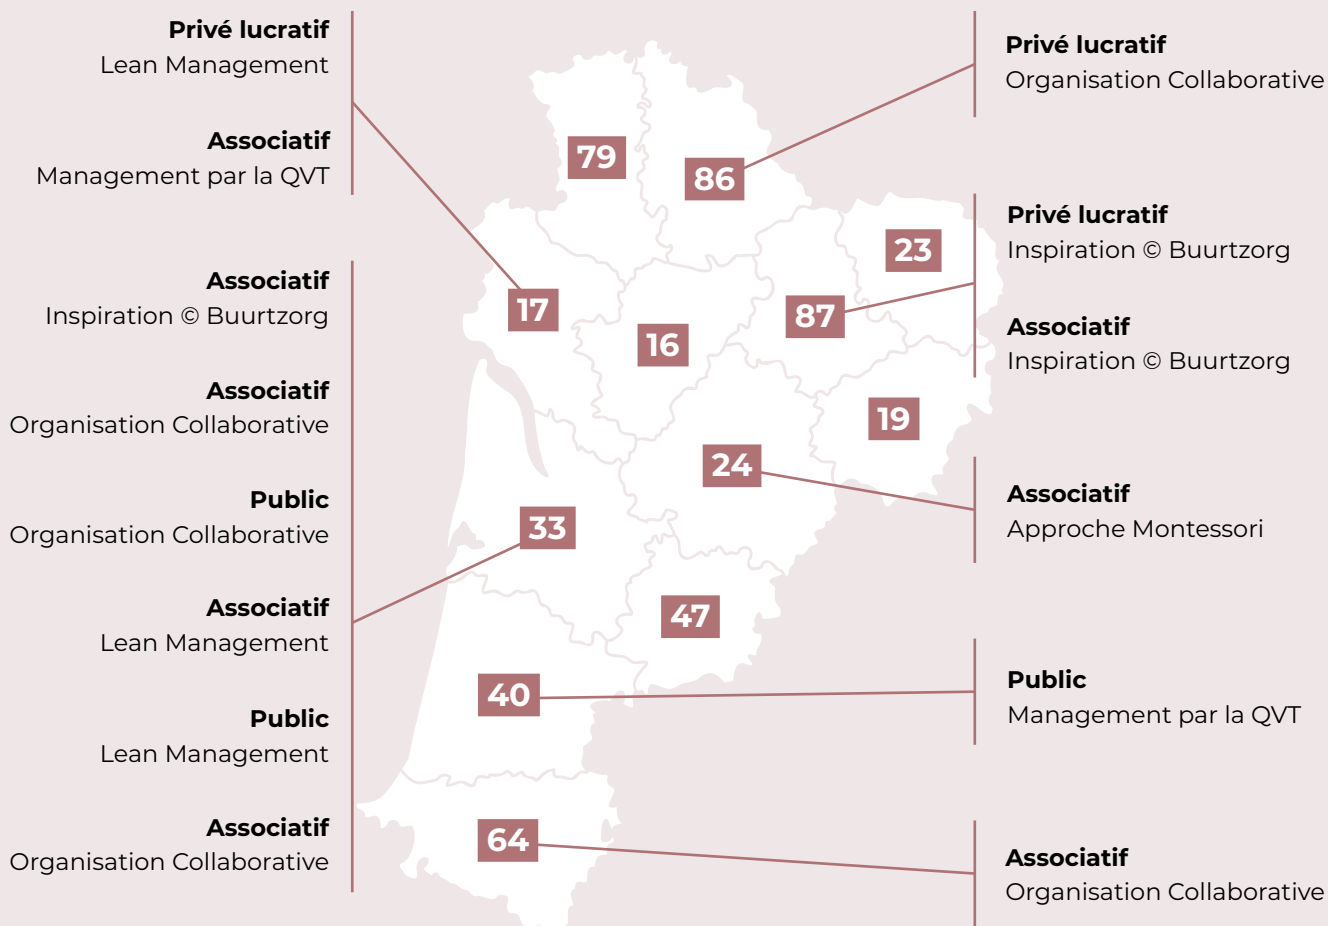 Privé lucratif
Lean Management
Associatif
Management par la QVT
Associatif
Inspiration © Buurtzorg
Associatif
Organisation Collaborative
Public
Organisation Collaborative
Associatif
Lean Management
Public
Lean Management
Associatif
Organisation Collaborative
79
86
23
17
87
16
19
24
33
47
40
64
Privé lucratif
Organisation Collaborative
Privé lucratif
Inspiration © Buurtzorg
Associatif
Inspiration © Buurtzorg
Associatif
Approche Montessori
Public
Management par la QVT
Associatif
Organisation Collaborative